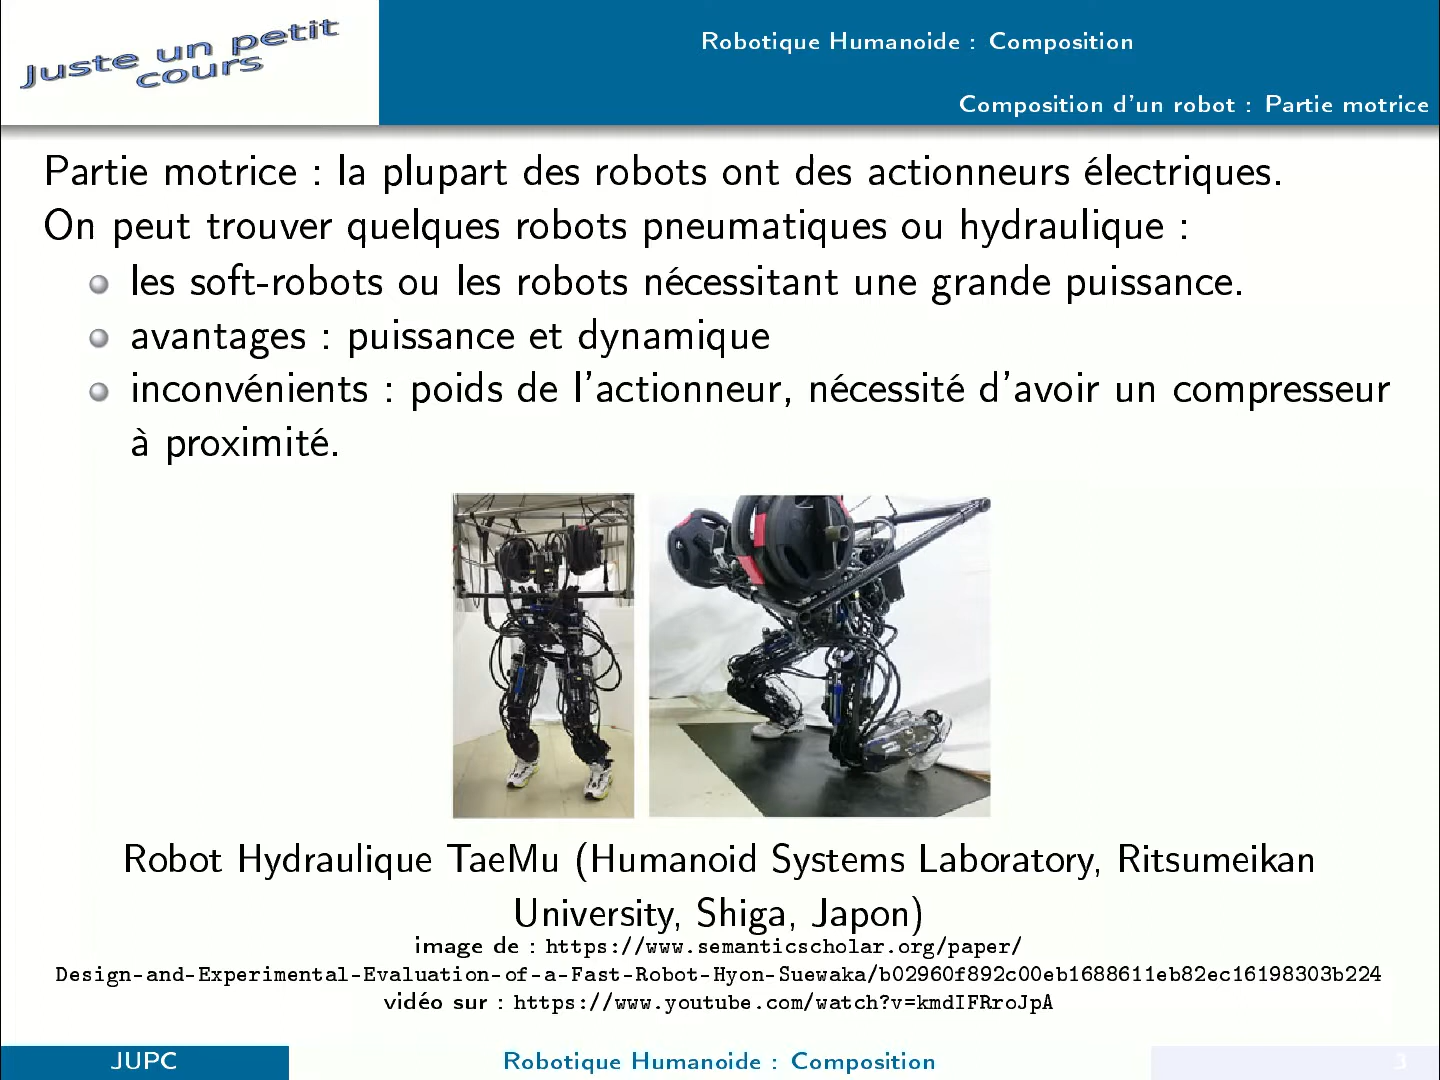 Juste un petit
cours
Robotique Humanoide : Composition
Composition d'un robot : Partie motrice
Partie motrice : la plupart des robots ont des actionneurs électriques.
On peut trouver quelques robots pneumatiques ou hydraulique :
les soft-robots ou les robots nécessitant une grande puissance.
avantages : puissance et dynamique
inconvénients : poids de l'actionneur, nécessité d'avoir un compresseur
à proximité.
Robot Hydraulique TaeMu (Humanoid Systems Laboratory, Ritsumeikan
University, Shiga, Japon)
image de : https://www.semanticscholar.org/paper/
Design-and-Experimental-Evaluation-of-a-Fast-Robot-Hyon-Suewaka/b02960f892c00eb1688611eb82ec16198303b224
vidéo sur : https://www.youtube.com/watch?v=kmdIFRroJpA
JUPC
Robotique Humanoide : Composition
3